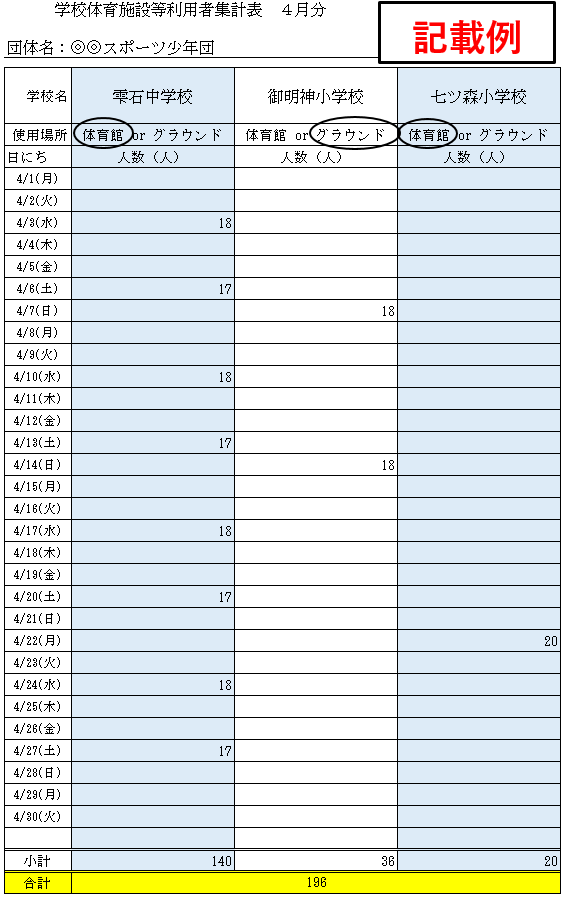 学校体育施設等利用者集計表　４月分
記載例
団体名：◎◎スポーツ少年団
学校名 雫石中学校 御明神小学校 七ツ森小学校
使用場所 体育館 or グラウンド 体育館 or グラウンド 体育館 or グラウンド
日にち 人数（人） 人数（人） 人数（人）
4/1(月)
4/2(火)
4/3(水) 18
4/4(木)
4/5(金)
4/6(土) 17
4/7(日) 18
4/8(月)
4/9(火)
4/10(水) 18
4/11(木)
4/12(金)
4/13(土) 17
4/14(日) 18
4/15(月)
4/16(火)
4/17(水) 18
4/18(木)
4/19(金)
4/20(土) 17
4/21(日)
4/22(月) 20
4/23(火)
4/24(水) 18
4/25(木)
4/26(金)
4/27(土) 17
4/28(日)
4/29(月)
4/30(火)
小計 140 36 20
合計 196